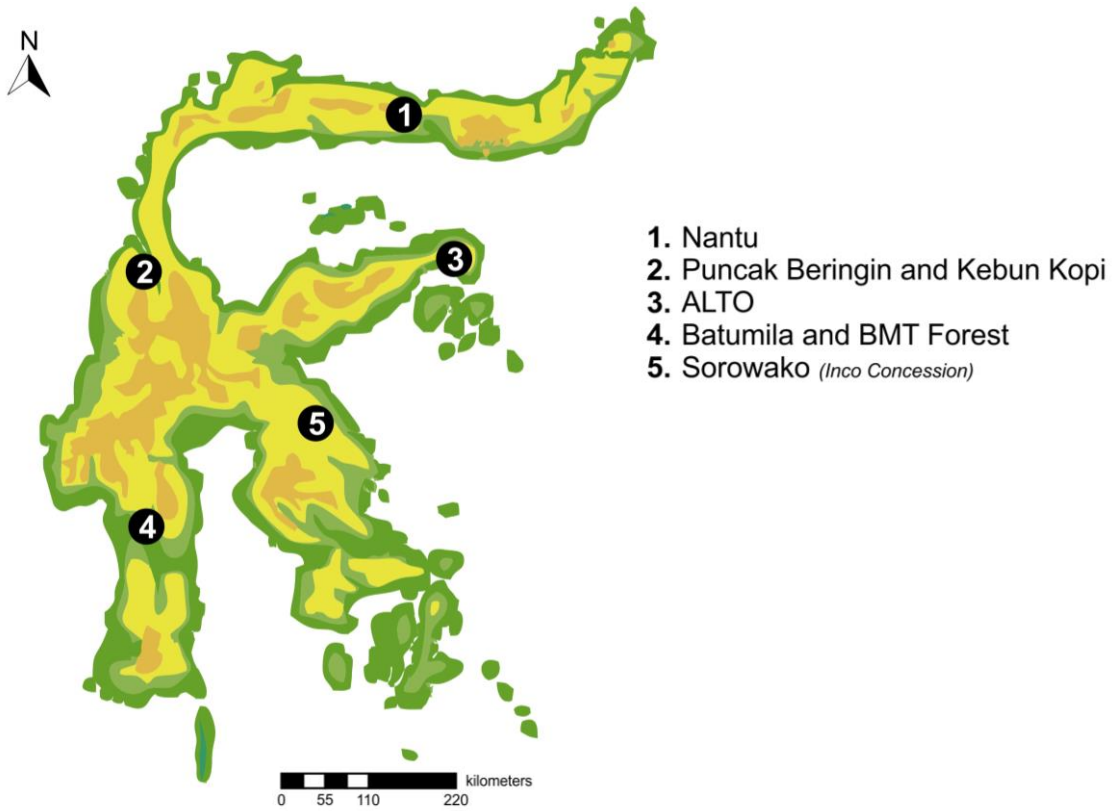 N
1
2
3
4
5
1. Nantu
2. Puncak Beringin and Kebun Kopi
3. ALTO
4. Batumila and BMT Forest
5. Sorowako (Inco Concession)
kilometers
0 55 110 220